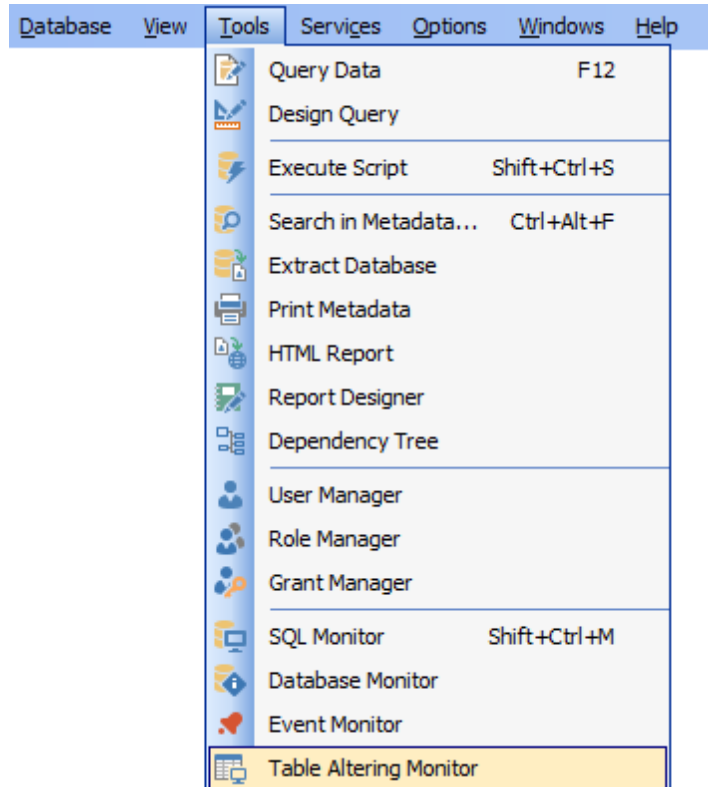 Database View Tools Services Options Windows Help
Query Data F12
Design Query
Execute Script Shift+Ctrl+S
Search in Metadata... Ctrl+Alt+F
Extract Database
Print Metadata
HTML Report
Report Designer
Dependency Tree
User Manager
Role Manager
Grant Manager
SQL Monitor Shift+Ctrl+M
Database Monitor
Event Monitor
Table Altering Monitor